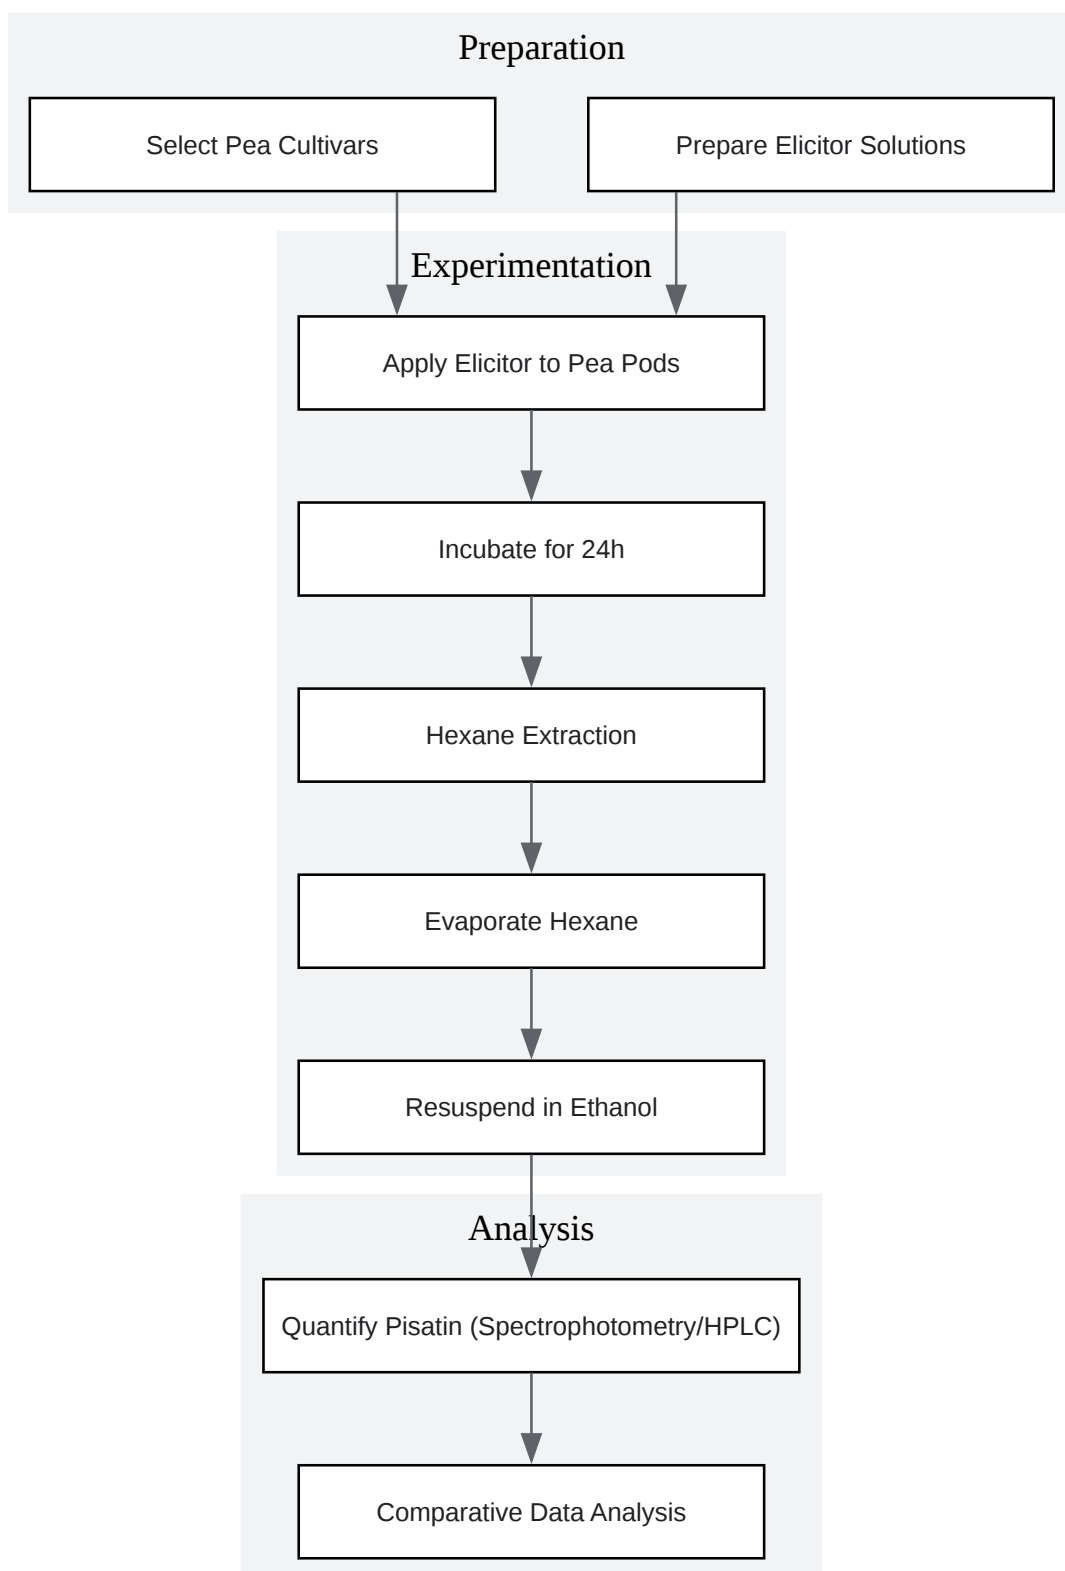 Preparation
Select Pea Cultivars
Prepare Elicitor Solutions
Experimentation
Apply Elicitor to Pea Pods
Incubate for 24h
Hexane Extraction
Evaporate Hexane
Resuspend in Ethanol
Analysis
Quantify Pisatin (Spectrophotometry/HPLC)
Comparative Data Analysis